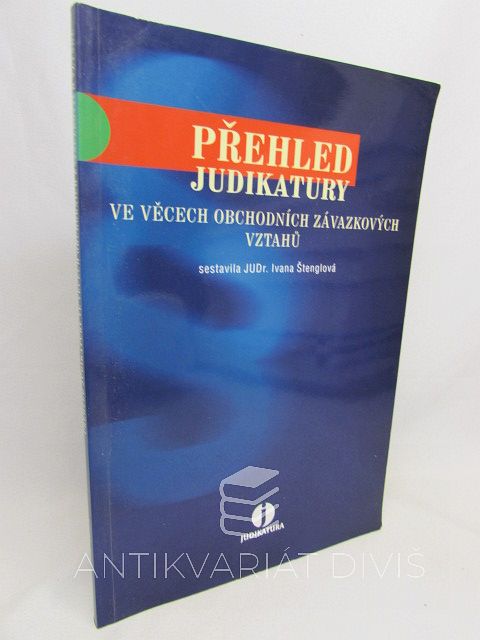 PŘEHLED
JUDIKATURY
VE VĚCECH OBCHODNÍCH ZÁVAZKOVÝCH
VZTAHŮ
sestavila JUDr. Ivana Štenglová
JUDIKATURA
ANTIKVARIÁT DIVIŠ